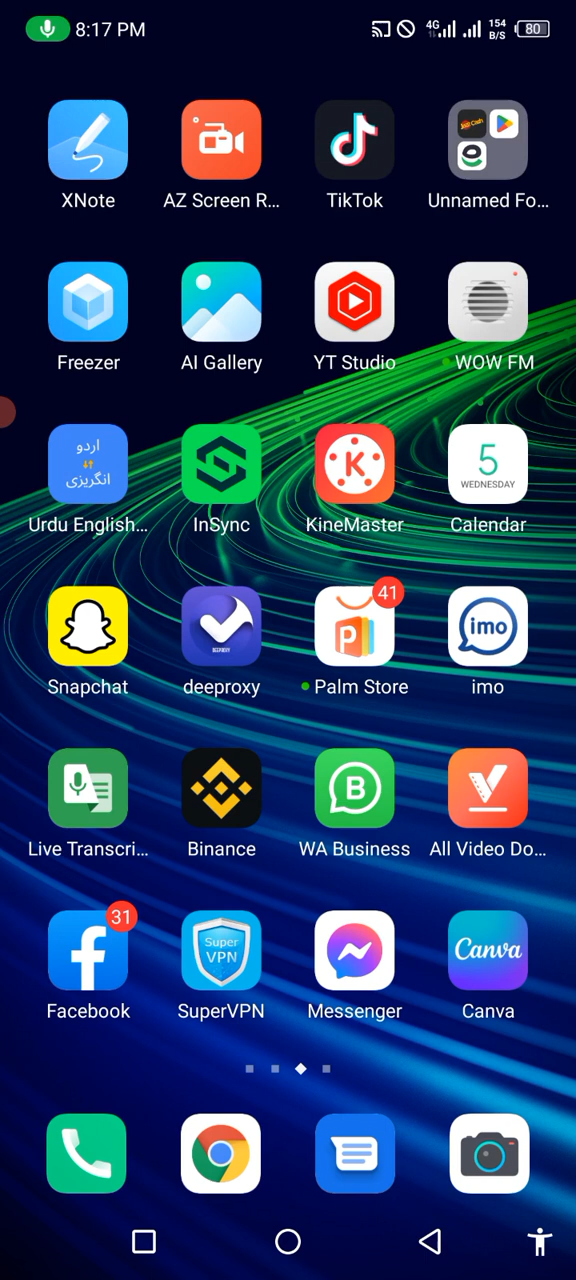 8:17 PM 4G 154 B/S 80
XNote AZ Screen R... TikTok Unnamed Fo...
Freezer AI Gallery YT Studio WOW FM
اردو
انگریزی
5
WEDNESDAY
Urdu English... InSync KineMaster Calendar
41
imo
Snapchat deeproxy Palm Store imo
B
Live Transcri... Binance WA Business All Video Do...
31
Super
VPN
Canva
Facebook SuperVPN Messenger Canva